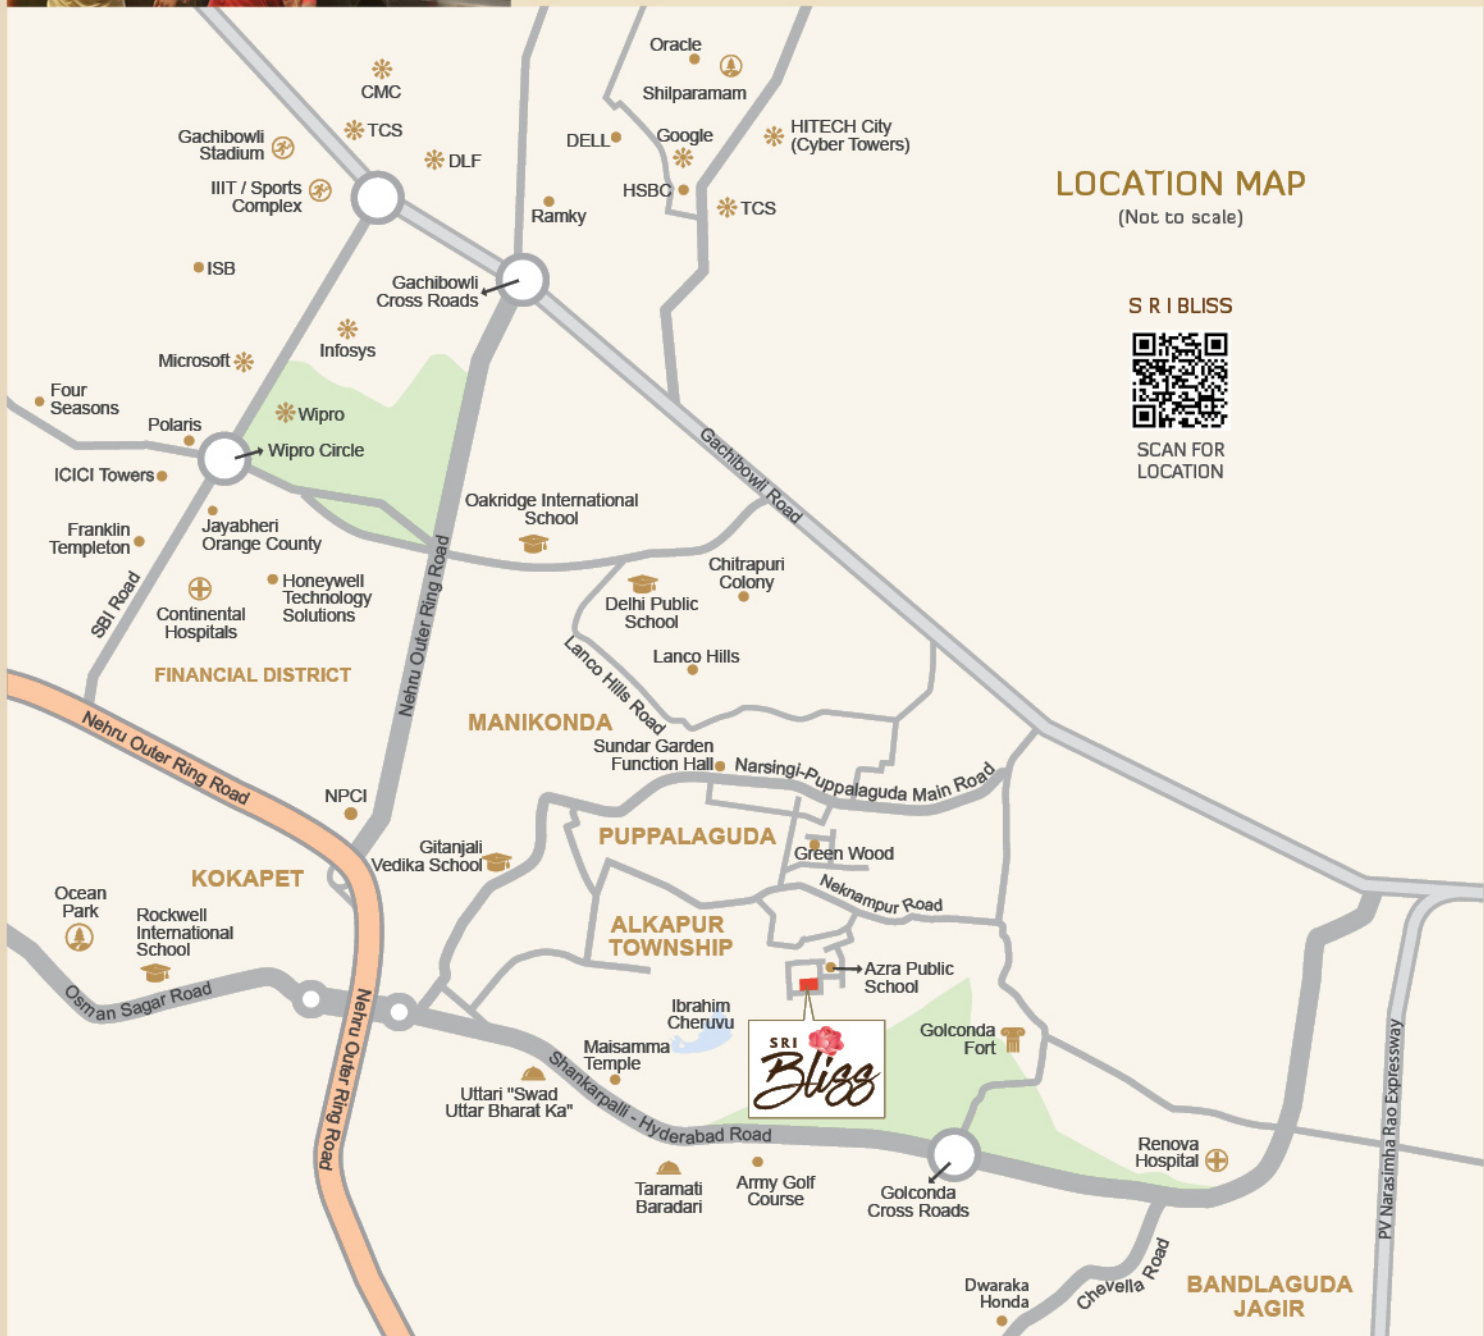 Oracle
Shilparamam
CMC
TCS
Gachibowli
Stadium
DLF
DELL
Google
HITECH City
(Cyber Towers)
IIIT / Sports
Complex
HSBC
TCS
Ramky
LOCATION MAP
(Not to scale)
ISB
Gachibowli
Cross Roads
S R I BLISS
Infosys
Microsoft
Four
Seasons
Wipro
Polaris
Wipro Circle
SCAN FOR
LOCATION
ICICI Towers
Gachibowli Road
Oakridge International
School
Franklin
Templeton
Jayabheri
Orange County
Chitrapuri
Colony
Honeywell
Technology
Solutions
SBI Road
Continental
Hospitals
Delhi Public
School
Nehru Outer Ring Road
Lanco Hills
Lanco Hills Road
FINANCIAL DISTRICT
MANIKONDA
Nehru Outer Ring Road
Sundar Garden
Function Hall
Narsingi-Puppalaguda Main Road
NPCI
PUPPALAGUDA
Gitanjali
Vedika School
Green Wood
KOKAPET
Neknampur Road
Ocean
Park
Rockwell
International
School
ALKAPUR
TOWNSHIP
Azra Public
School
Osman Sagar Road
Nehru Outer Ring Road
Ibrahim
Cheruvu
Golconda
Fort
SRI
Bliss
Maisamma
Temple
Uttari "Swad
Uttar Bharat Ka"
Shankarpalli - Hyderabad Road
PV Narasimha Rao Expressway
Renova
Hospital
Taramati
Baradari
Army Golf
Course
Golconda
Cross Roads
Chevella Road
Dwaraka
Honda
BANDLAGUDA
JAGIR